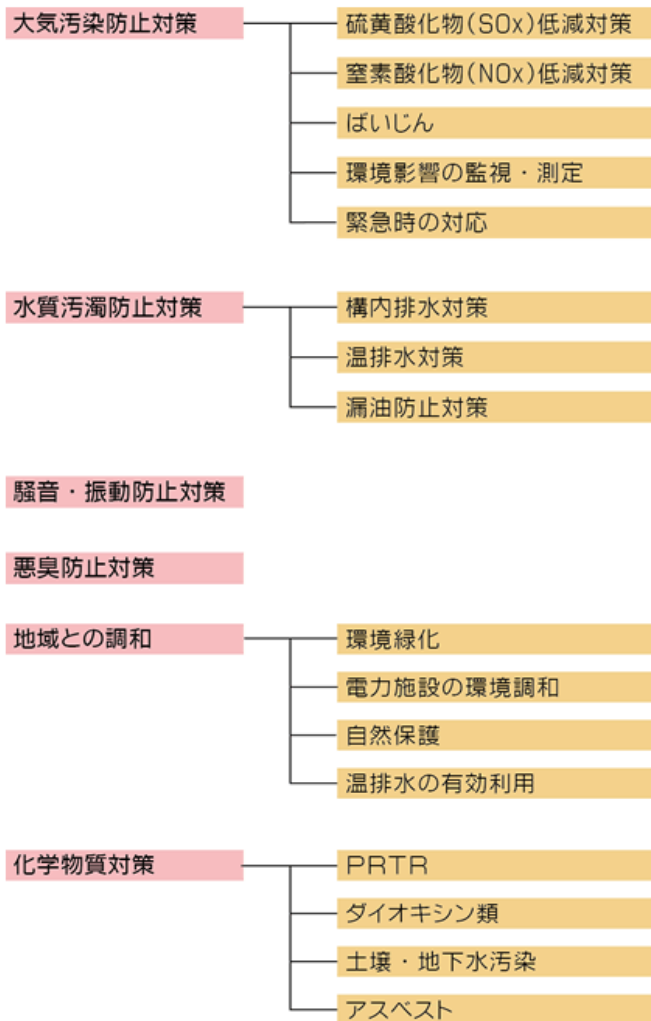 大気汚染防止対策
硫黄酸化物(SOx)低減対策
窒素酸化物(NOx)低減対策
ばいじん
環境影響の監視・測定
緊急時の対応
水質汚濁防止対策
構内排水対策
温排水対策
漏油防止対策
騒音・振動防止対策
悪臭防止対策
地域との調和
環境緑化
電力施設の環境調和
自然保護
温排水の有効利用
化学物質対策
PRTR
ダイオキシン類
土壌・地下水汚染
アスベスト